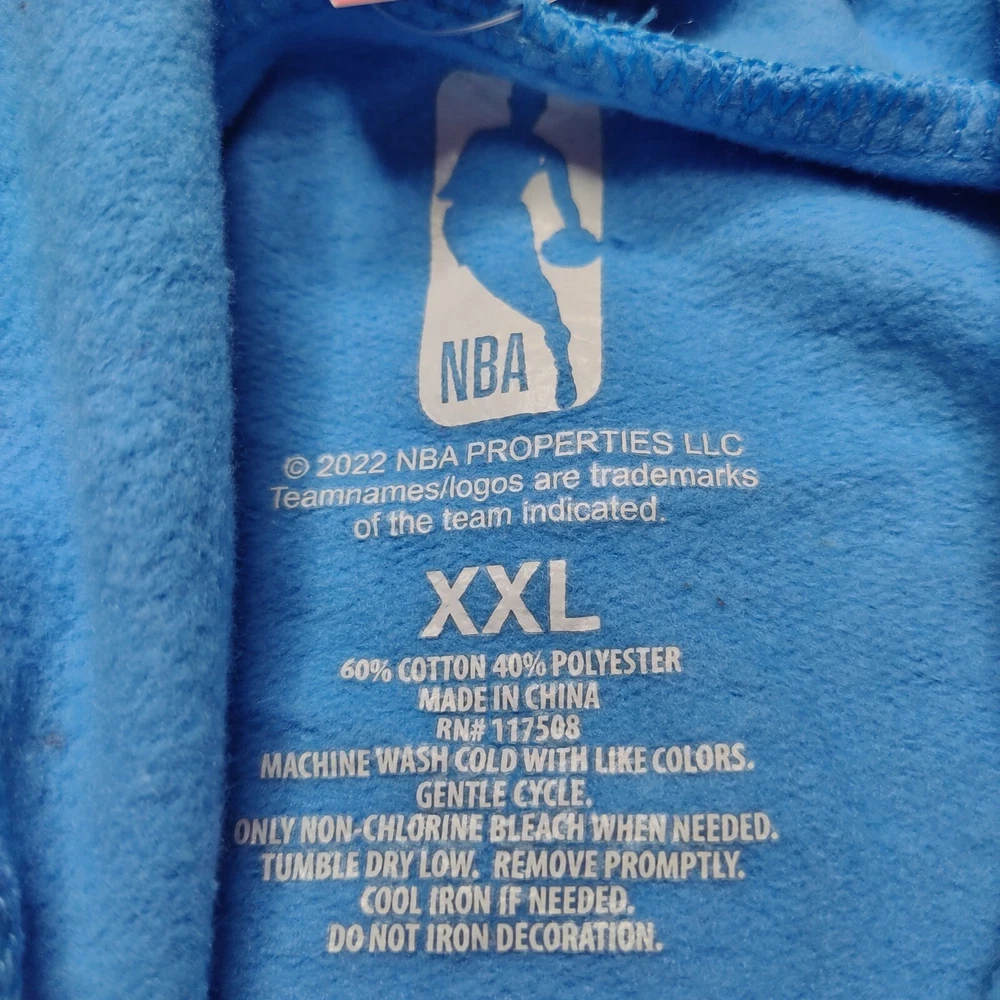 NBA
© 2022 NBA PROPERTIES LLC
Teamnames/logos are trademarks
of the team indicated.
XXL
60% COTTON 40% POLYESTER
MADE IN CHINA
RN# 117508
MACHINE WASH COLD WITH LIKE COLORS.
GENTLE CYCLE.
ONLY NON-CHLORINE BLEACH WHEN NEEDED.
TUMBLE DRY LOW. REMOVE PROMPTLY.
COOL IRON IF NEEDED.
DO NOT IRON DECORATION.